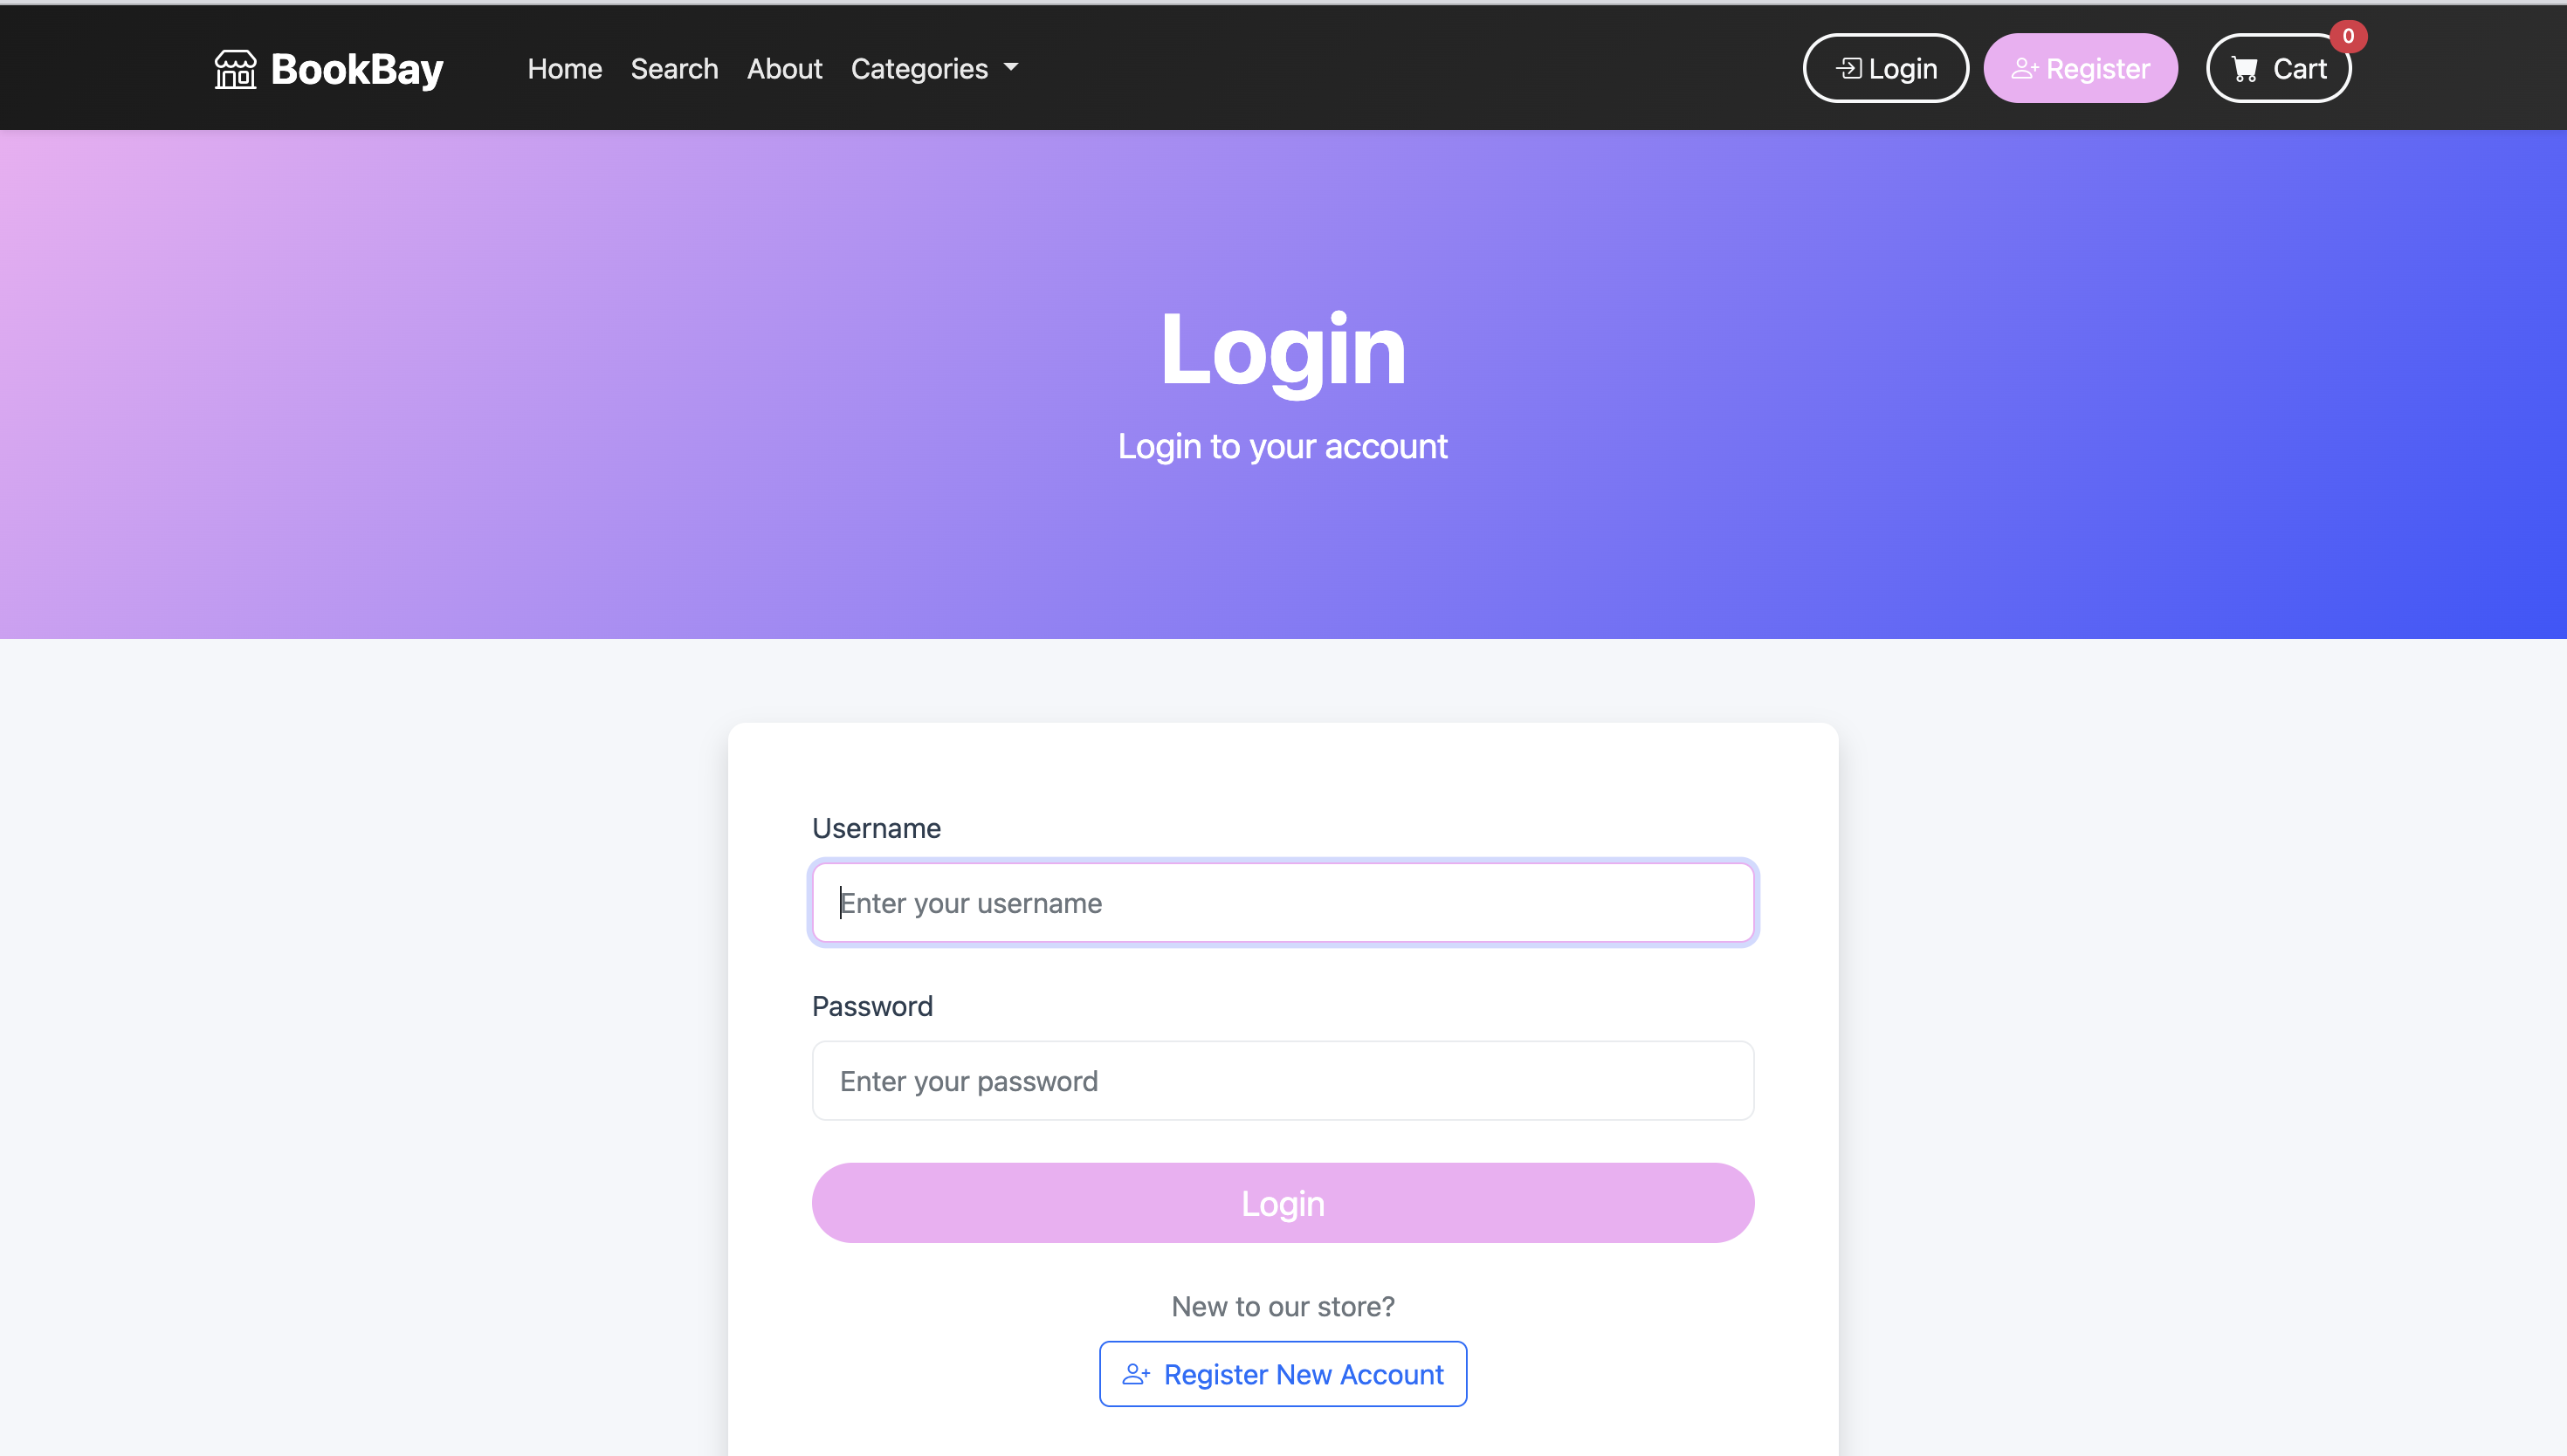 BookBay Home Search About Categories Login Register Cart 0
Login
Login to your account
Username
Enter your username
Password
Enter your password
Login
New to our store?
Register New Account